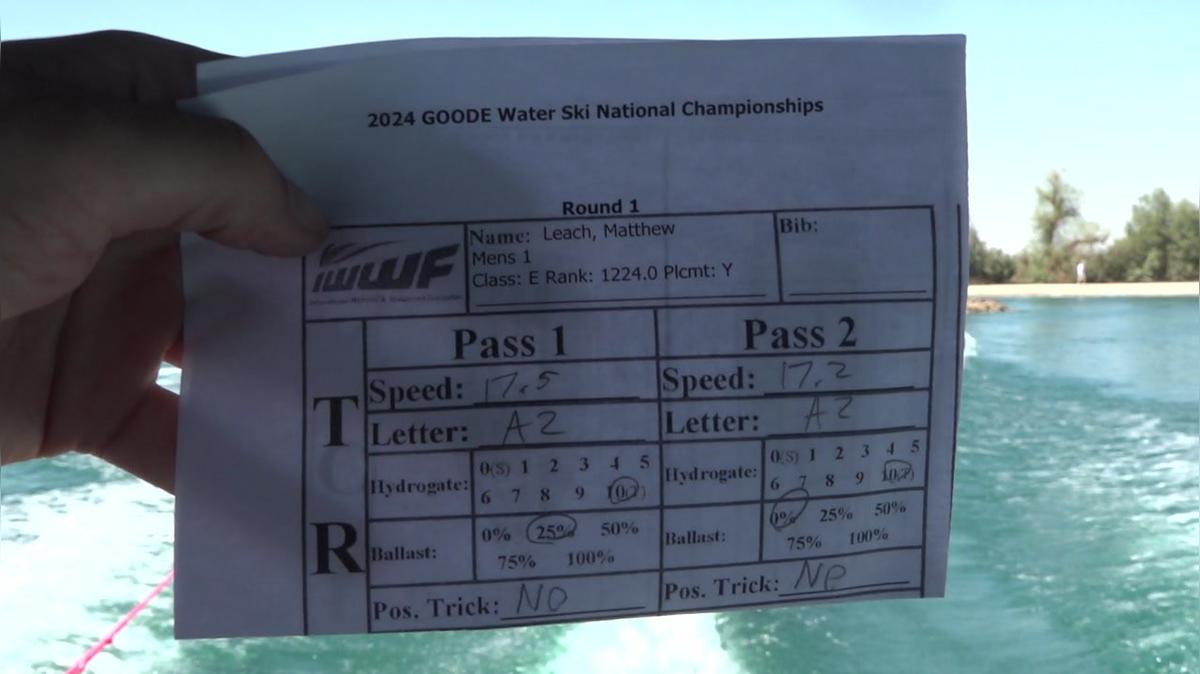 2024 GOODE Water Ski National Championships
Round 1
IWWF
Name: Leach, Matthew
Mens 1
Class: E Rank: 1224.0 Plcmt: Y
Bib:
T
R
Pass 1
Speed: 17.5
Letter: A2
Hydrogate: 0(S) 1 2 3 4 5
6 7 8 9 10(?)
Ballast: 0% 25% 50%
75% 100%
Pos. Trick: NO
Pass 2
Speed: 17.2
Letter: A2
Hydrogate: 0(S) 1 2 3 4 5
6 7 8 9
Ballast: 0% 25% 50%
75% 100%
Pos. Trick: NO